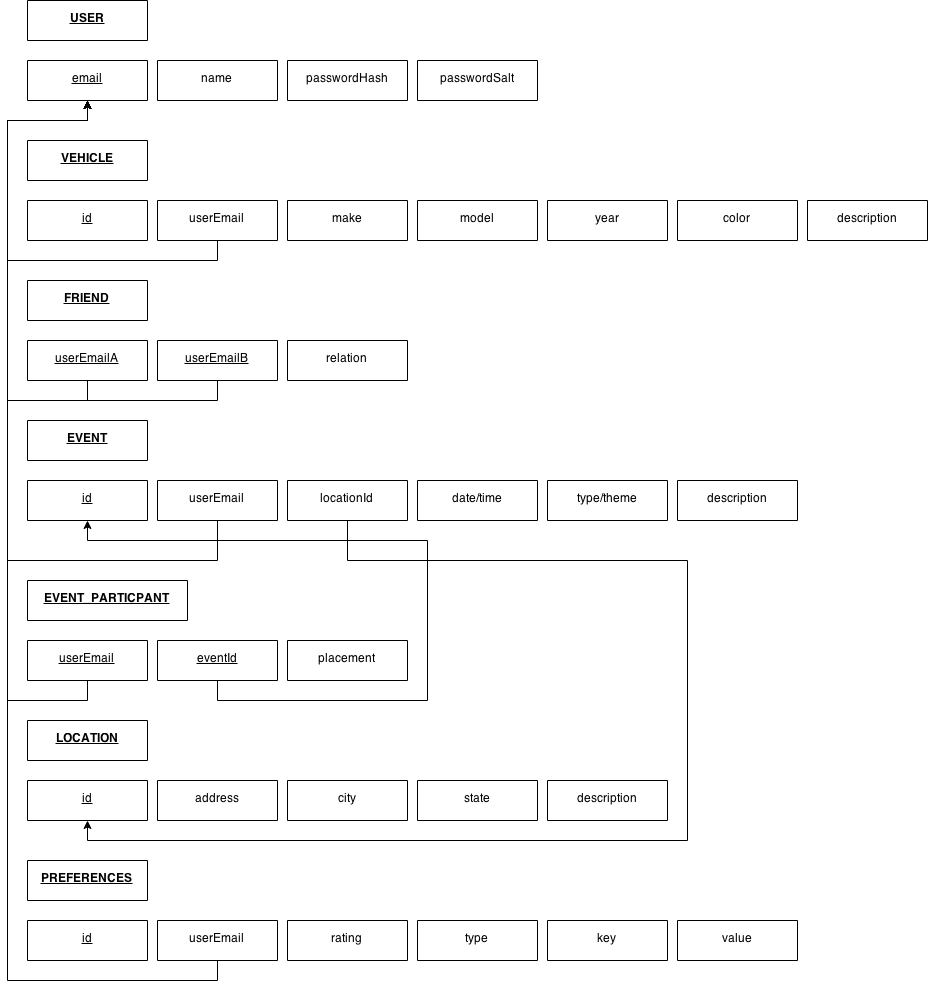 USER
email name passwordHash passwordSalt
VEHICLE
id userEmail make model year color description
FRIEND
userEmailA userEmailB relation
EVENT
id userEmail locationId date/time type/theme description
EVENT_PARTICPANT
userEmail eventId placement
LOCATION
id address city state description
PREFERENCES
id userEmail rating type key value